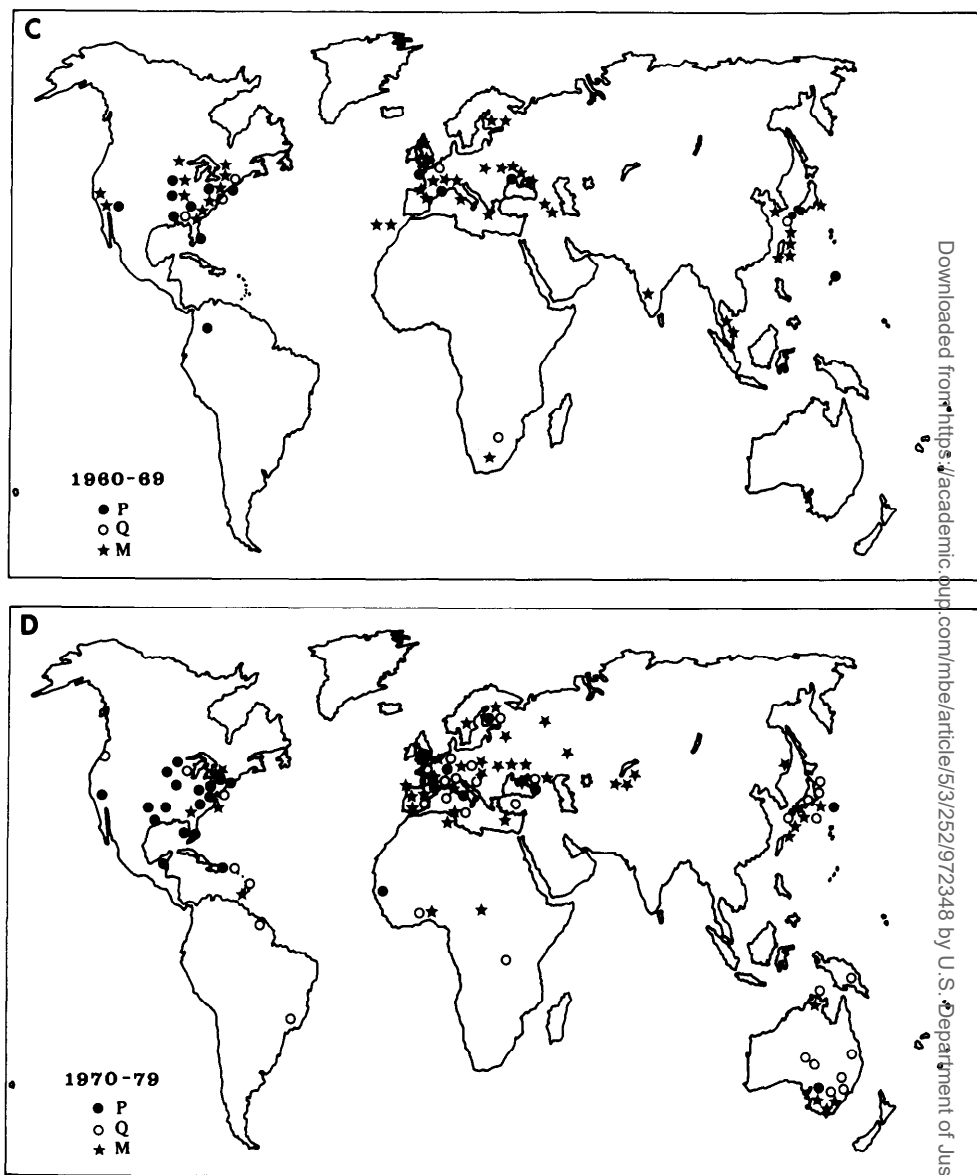 C
1960-69
P
Q
M
D
1970-79
P
Q
M
Downloaded from https://academic.oup.com/mbe/article/5/3/252/972348 by U.S. Department of Jus